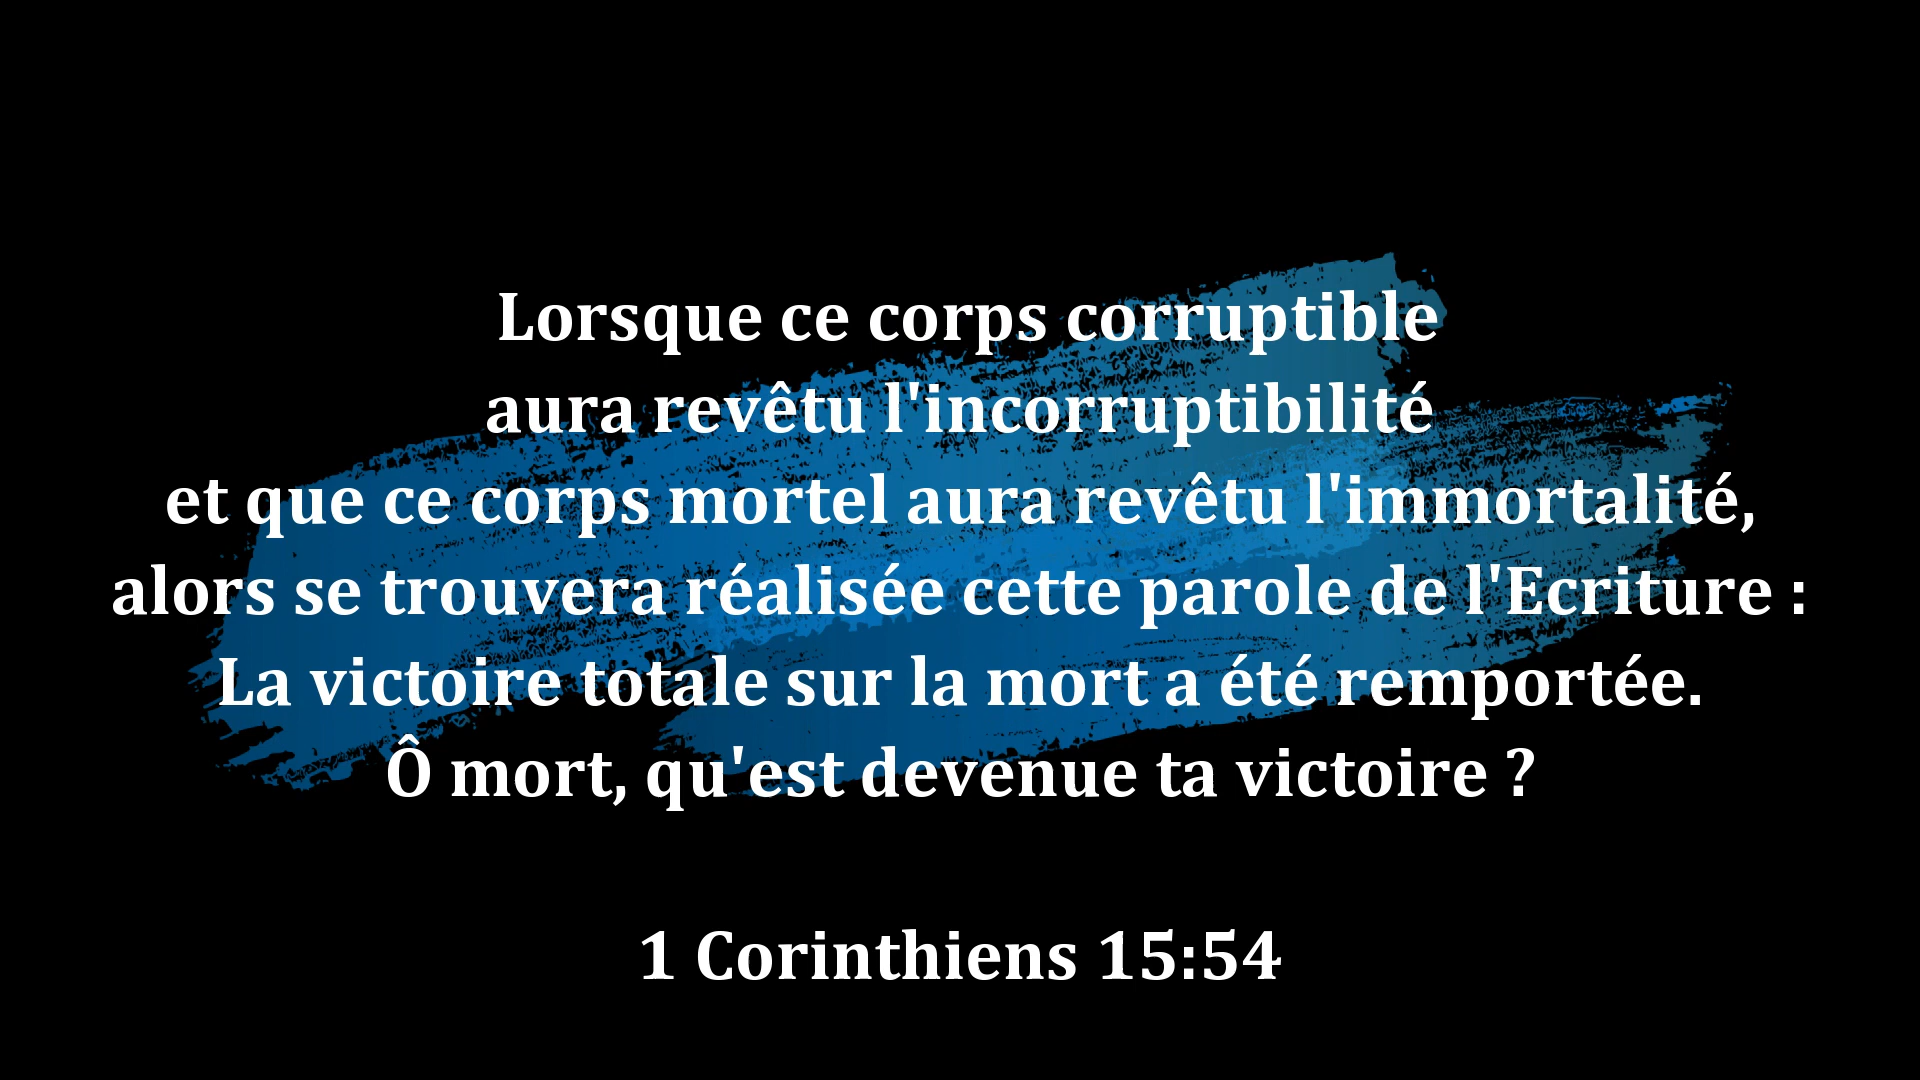 Lorsque ce corps corruptible
aura revêtu l'incorruptibilité
et que ce corps mortel aura revêtu l'immortalité,
alors se trouvera réalisée cette parole de l'Ecriture :
La victoire totale sur la mort a été remportée.
Ô mort, qu'est devenue ta victoire ?
1 Corinthiens 15:54